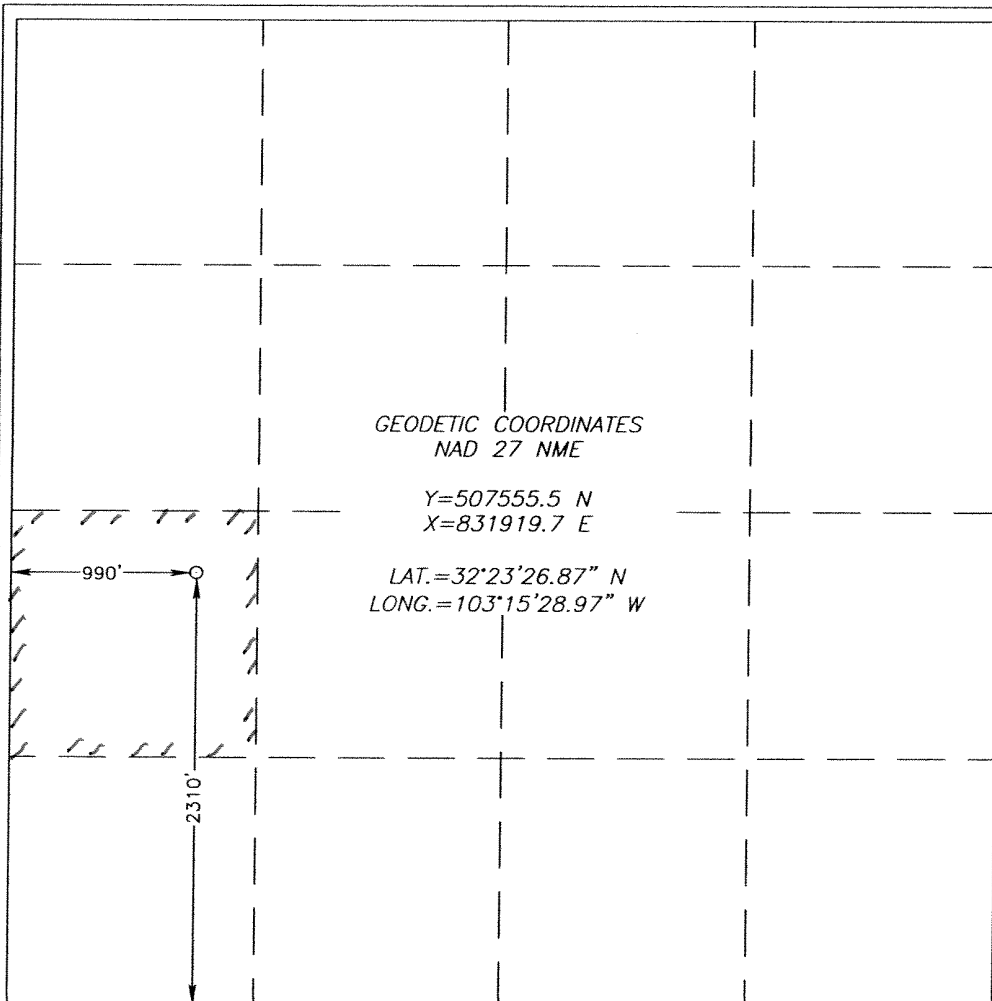 GEODETIC COORDINATES
NAD 27 NME
Y=507555.5 N
X=831919.7 E
LAT.=32°23'26.87" N
LONG.=103°15'28.97" W
990'
2310'